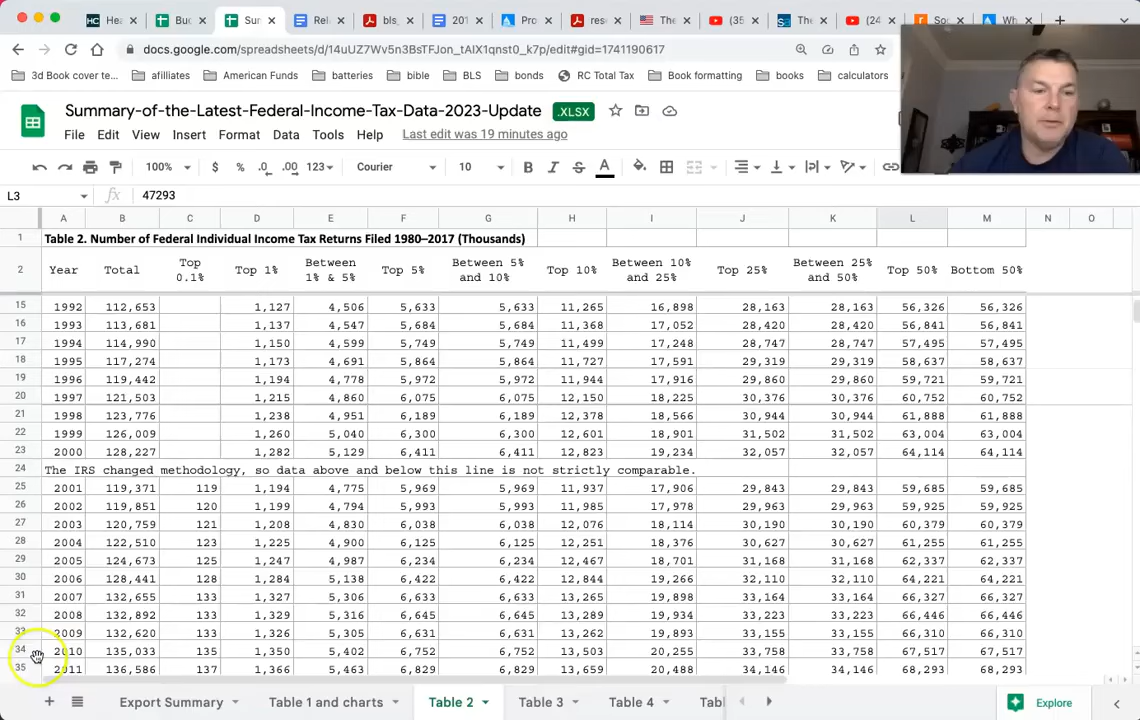 Hea
Buc
Sum
Rela
bls_
201
Pro
rese
The
(35
The
(24
Soc
Wh
docs.google.com/spreadsheets/d/14uUZ7Wv5n3BsTFJon_tAIX1qnst0_k7p/edit#gid=1741190617
3d Book cover te...
afilliates
American Funds
batteries
bible
BLS
bonds
RC Total Tax
Book formatting
books
calculators
Summary-of-the-Latest-Federal-Income-Tax-Data-2023-Update .XLSX
File Edit View Insert Format Data Tools Help Last edit was 19 minutes ago
100% $ % .0 .00 123 Courier 10 B I S A
L3 fx 47293
A B C D E F G H I J K L M N O
1 Table 2. Number of Federal Individual Income Tax Returns Filed 1980–2017 (Thousands)
2 Year Total Top 0.1% Top 1% Between 1% & 5% Top 5% Between 5% and 10% Top 10% Between 10% and 25% Top 25% Between 25% and 50% Top 50% Bottom 50%
15 1992 112,653 1,127 4,506 5,633 5,633 11,265 16,898 28,163 28,163 56,326 56,326
16 1993 113,681 1,137 4,547 5,684 5,684 11,368 17,052 28,420 28,420 56,841 56,841
17 1994 114,990 1,150 4,599 5,749 5,749 11,499 17,248 28,747 28,747 57,495 57,495
18 1995 117,274 1,173 4,691 5,864 5,864 11,727 17,591 29,319 29,319 58,637 58,637
19 1996 119,442 1,194 4,778 5,972 5,972 11,944 17,916 29,860 29,860 59,721 59,721
20 1997 121,503 1,215 4,860 6,075 6,075 12,150 18,225 30,376 30,376 60,752 60,752
21 1998 123,776 1,238 4,951 6,189 6,189 12,378 18,566 30,944 30,944 61,888 61,888
22 1999 126,009 1,260 5,040 6,300 6,300 12,601 18,901 31,502 31,502 63,004 63,004
23 2000 128,227 1,282 5,129 6,411 6,411 12,823 19,234 32,057 32,057 64,114 64,114
24 The IRS changed methodology, so data above and below this line is not strictly comparable.
25 2001 119,371 119 1,194 4,775 5,969 5,969 11,937 17,906 29,843 29,843 59,685 59,685
26 2002 119,851 120 1,199 4,794 5,993 5,993 11,985 17,978 29,963 29,963 59,925 59,925
27 2003 120,759 121 1,208 4,830 6,038 6,038 12,076 18,114 30,190 30,190 60,379 60,379
28 2004 122,510 123 1,225 4,900 6,125 6,125 12,251 18,376 30,627 30,627 61,255 61,255
29 2005 124,673 125 1,247 4,987 6,234 6,234 12,467 18,701 31,168 31,168 62,337 62,337
30 2006 128,441 128 1,284 5,138 6,422 6,422 12,844 19,266 32,110 32,110 64,221 64,221
31 2007 132,655 133 1,327 5,306 6,633 6,633 13,265 19,898 33,164 33,164 66,327 66,327
32 2008 132,892 133 1,329 5,316 6,645 6,645 13,289 19,934 33,223 33,223 66,446 66,446
33 2009 132,620 133 1,326 5,305 6,631 6,631 13,262 19,893 33,155 33,155 66,310 66,310
34 2010 135,033 135 1,350 5,402 6,752 6,752 13,503 20,255 33,758 33,758 67,517 67,517
35 2011 136,586 137 1,366 5,463 6,829 6,829 13,659 20,488 34,146 34,146 68,293 68,293
Export Summary Table 1 and charts Table 2 Table 3 Table 4 Tab Explore